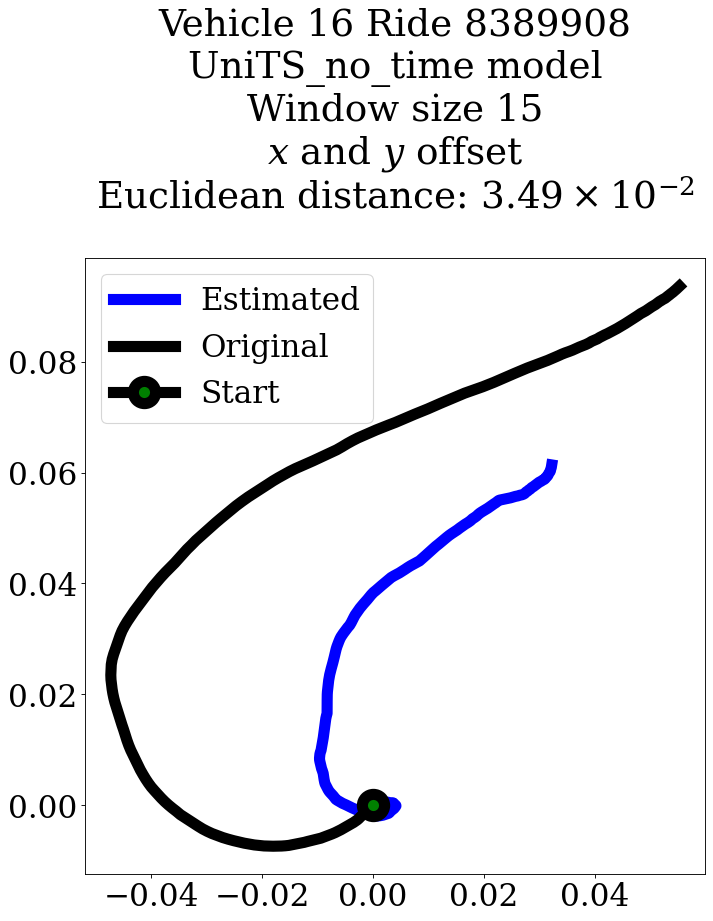 Vehicle 16 Ride 8389908
UniTS_no_time model
Window size 15
x and y offset
Euclidean distance: 3.49 × 10⁻²
Estimated
Original
Start
0.08
0.06
0.04
0.02
0.00
−0.04 −0.02 0.00 0.02 0.04